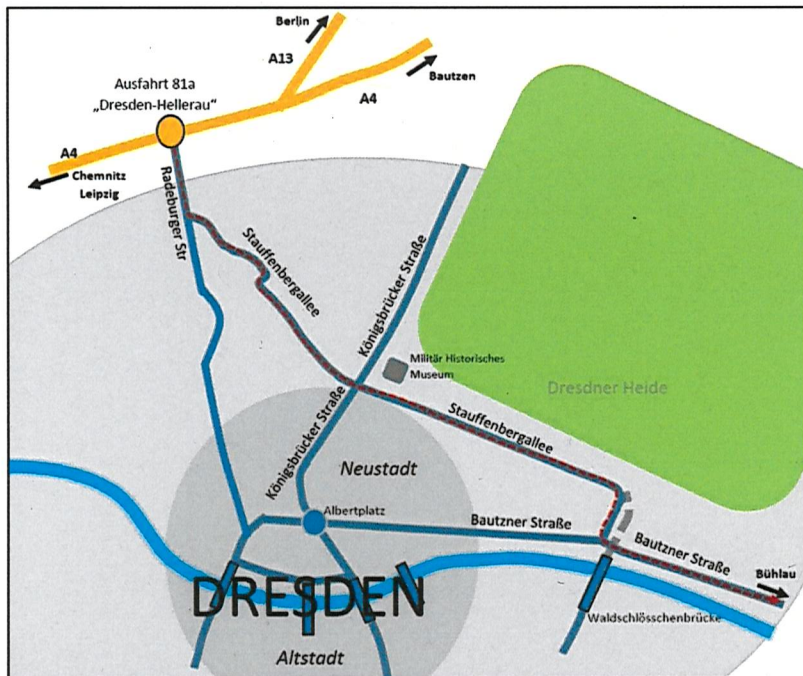 Berlin
A13
Bautzen
Ausfahrt 81a
„Dresden-Hellerau“
A4
A4
Chemnitz
Leipzig
Radeburger Str
Stauffenbergallee
Königsbrücker Straße
Militär Historisches
Museum
Dresdner Heide
Stauffenbergallee
Königsbrücker Straße
Neustadt
Albertplatz
Bautzner Straße
Bautzner Straße
Bühlau
DRESDEN
Waldschlösschenbrücke
Altstadt